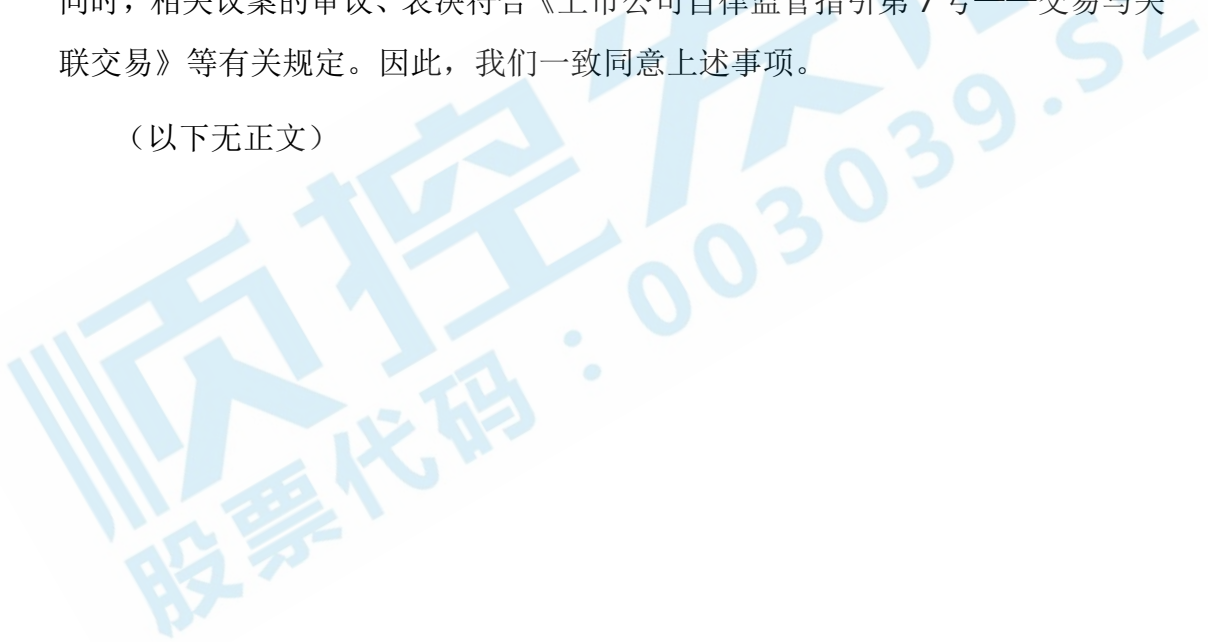 同时，相关议案的审议、表决符合《上市公司自律监管指引第 7 号——交易与关
联交易》等有关规定。因此，我们一致同意上述事项。
（以下无正文）
顺控发
股票代码：003039.SZ